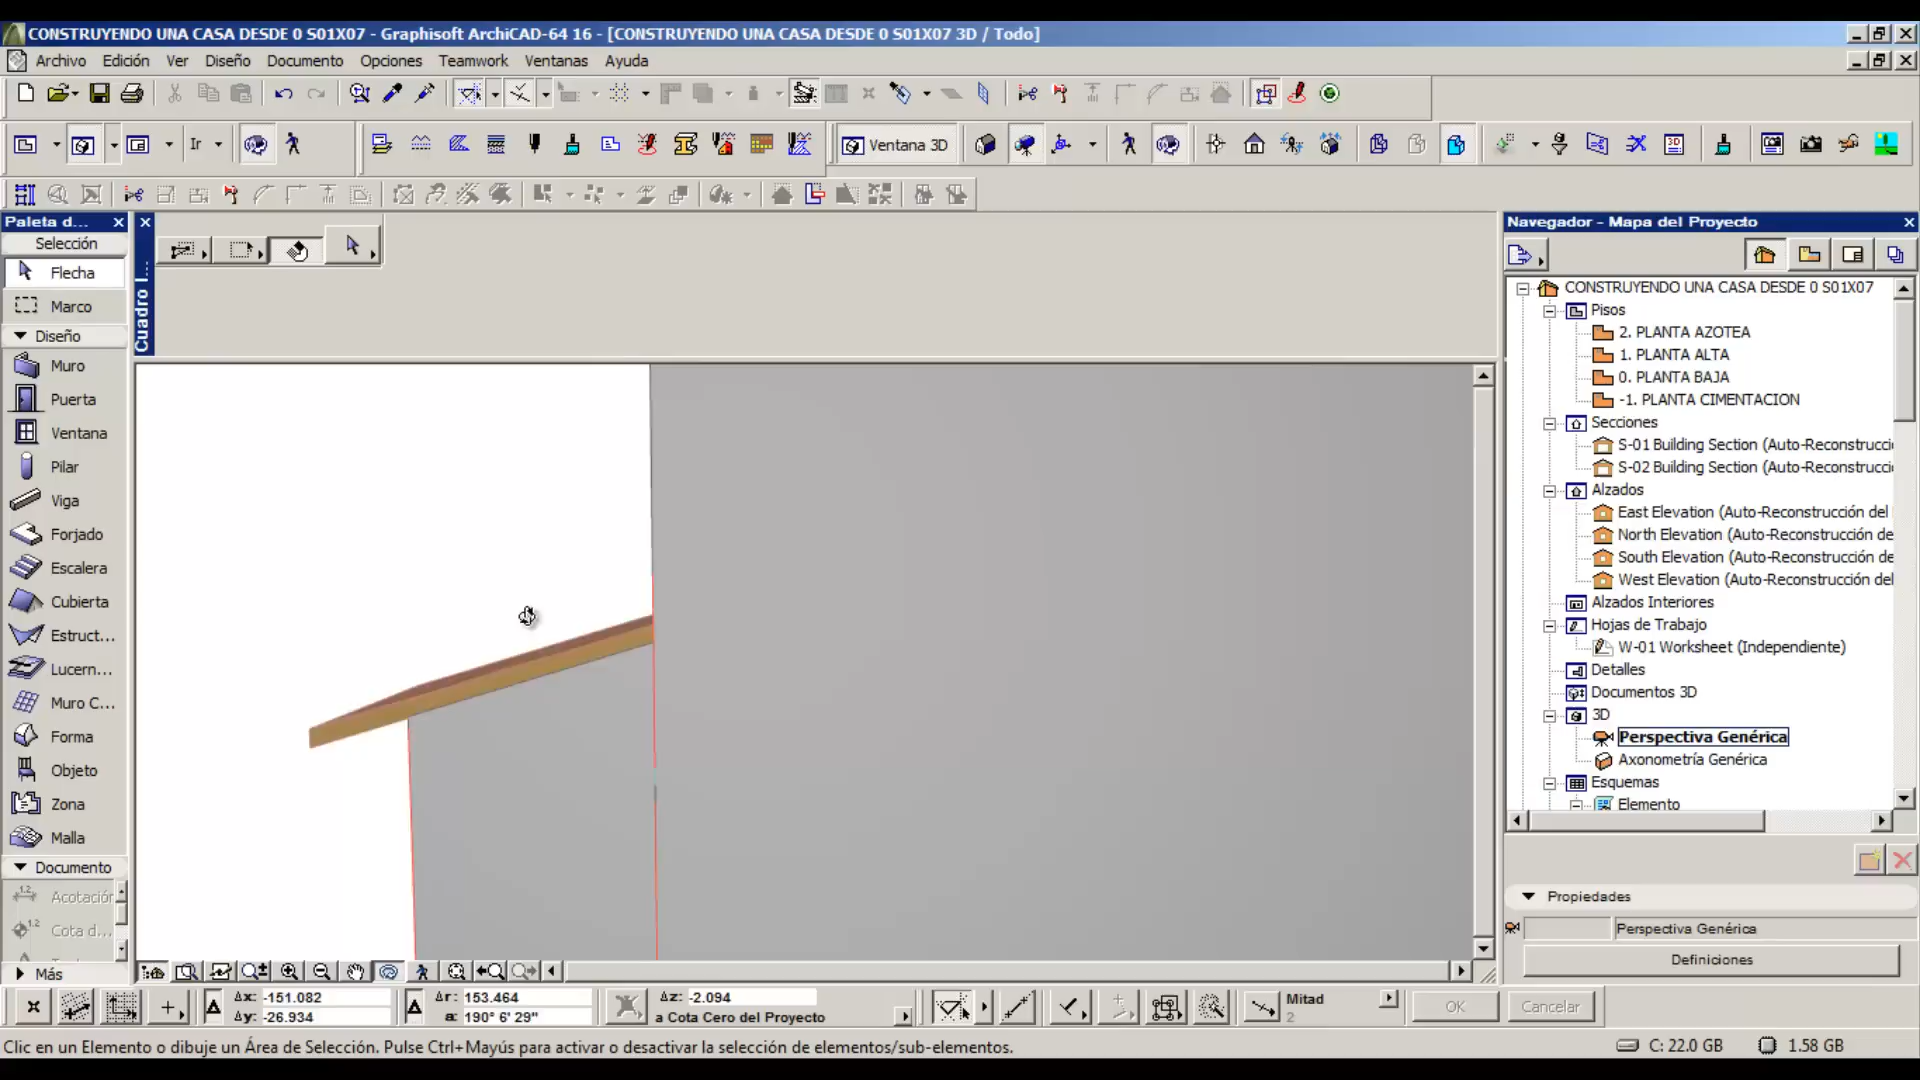 CONSTRUYENDO UNA CASA DESDE 0 S01X07 - Graphisoft ArchiCAD-64 16 - [CONSTRUYENDO UNA CASA DESDE 0 S01X07 3D / Todo]
Archivo Edición Ver Diseño Documento Opciones Teamwork Ventanas Ayuda
Ir
Ventana 3D
Paleta d...
Selección
Flecha
Marco
Diseño
Muro
Puerta
Ventana
Pilar
Viga
Forjado
Escalera
Cubierta
Estruct...
Lucern...
Muro C...
Forma
Objeto
Zona
Malla
Documento
Acotación
Cota d...
Más
Cuadro I...
Navegador - Mapa del Proyecto
CONSTRUYENDO UNA CASA DESDE 0 S01X07
Pisos
2. PLANTA AZOTEA
1. PLANTA ALTA
0. PLANTA BAJA
-1. PLANTA CIMENTACION
Secciones
S-01 Building Section (Auto-Reconstrucci
S-02 Building Section (Auto-Reconstrucci
Alzados
East Elevation (Auto-Reconstrucción del
North Elevation (Auto-Reconstrucción de
South Elevation (Auto-Reconstrucción de
West Elevation (Auto-Reconstrucción del
Alzados Interiores
Hojas de Trabajo
W-01 Worksheet (Independiente)
Detalles
Documentos 3D
3D
Perspectiva Genérica
Axonometría Genérica
Esquemas
Elemento
Propiedades
Perspectiva Genérica
Definiciones
Δx: -151.082
Δy: -26.934
Δr: 153.464
a: 190° 6' 29"
Δz: -2.094
a Cota Cero del Proyecto
Mitad
2
OK
Cancelar
Clic en un Elemento o dibuje un Área de Selección. Pulse Ctrl+Mayús para activar o desactivar la selección de elementos/sub-elementos.
C: 22.0 GB
1.58 GB